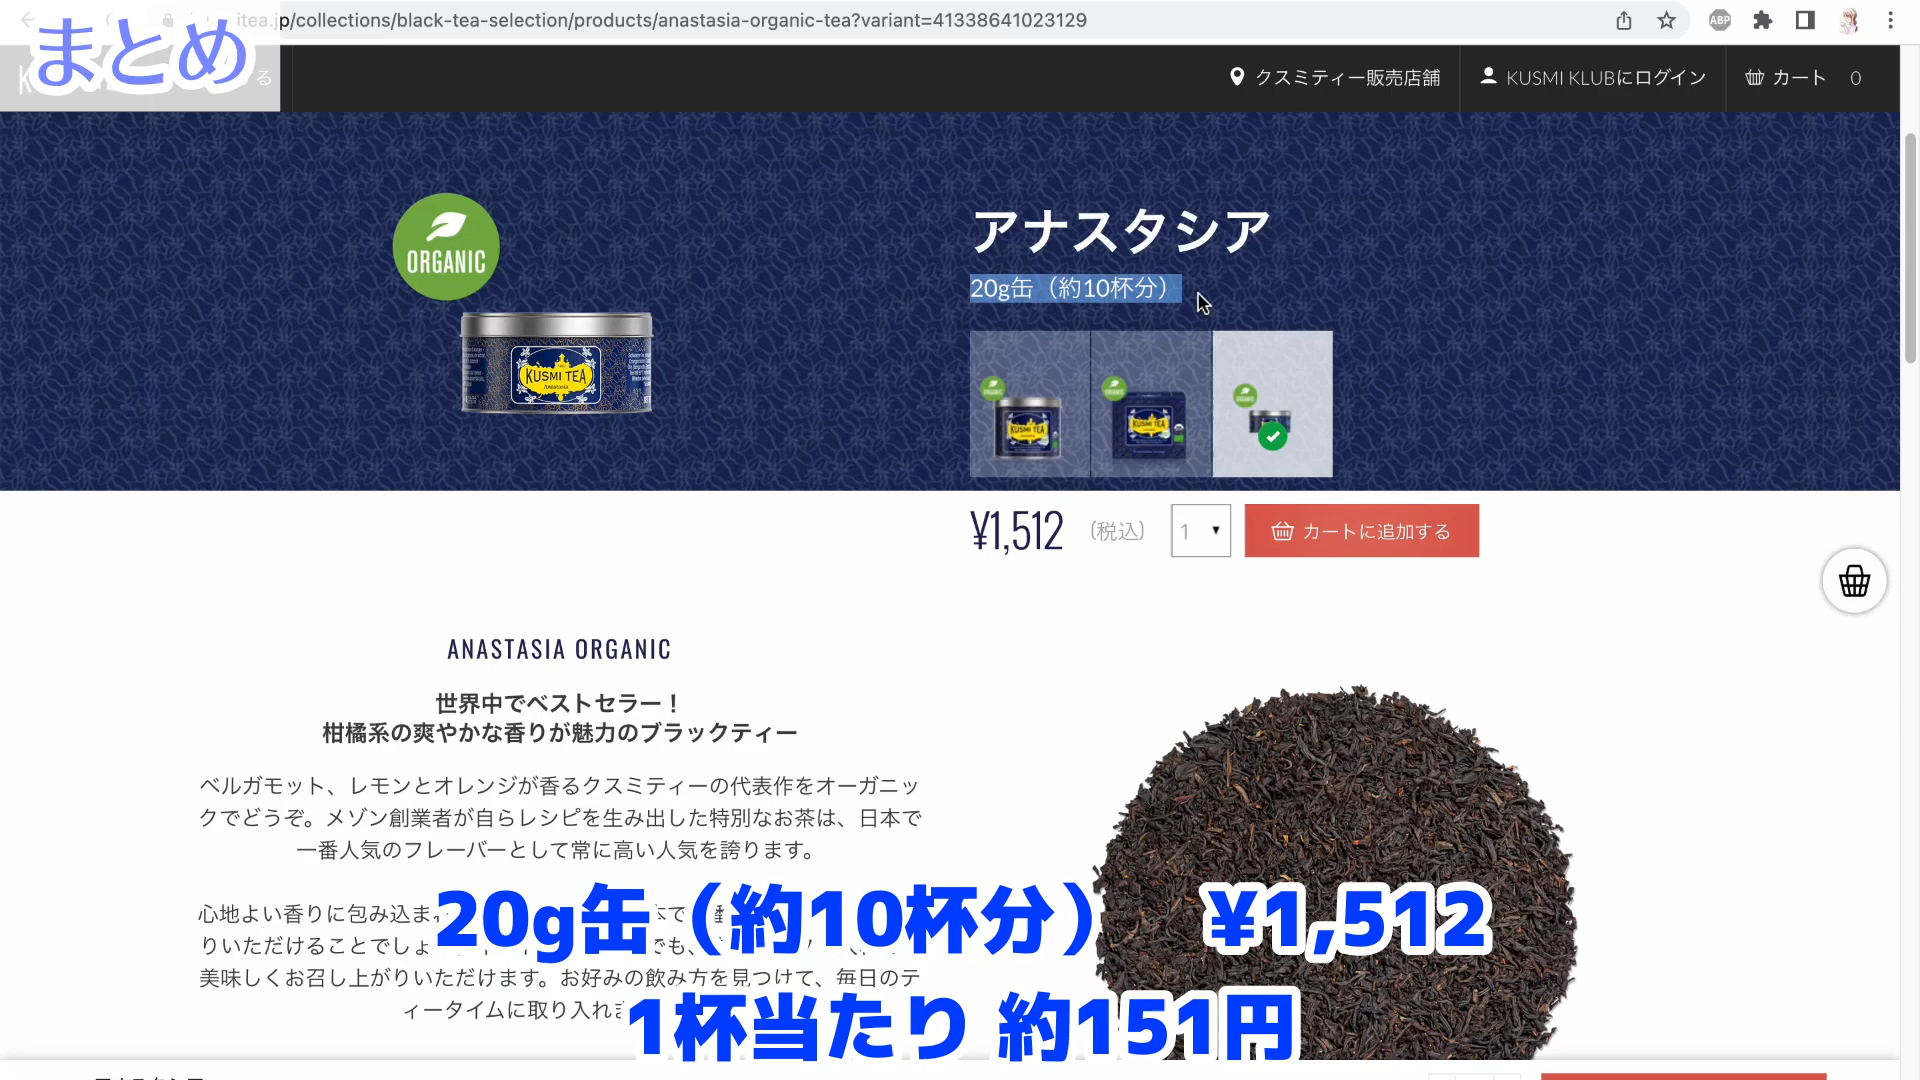 itea.jp/collections/black-tea-selection/products/anastasia-organic-tea?variant=41338641023129
ABP
まとめ
る
クスミティー販売店舗
KUSMI KLUBにログイン
カート 0
ORGANIC
アナスタシア
20g缶（約10杯分）
KUSMI TEA
Anastasia
KUSMI TEA
KUSMI TEA
¥1,512 (税込) 1 カートに追加する
ANASTASIA ORGANIC
世界中でベストセラー！
柑橘系の爽やかな香りが魅力のブラックティー
ベルガモット、レモンとオレンジが香るクスミティーの代表作をオーガニッ
クでどうぞ。メゾン創業者が自らレシピを生み出した特別なお茶は、日本で
一番人気のフレーバーとして常に高い人気を誇ります。
心地よい香りに包み込ま
りいただけることでしょ でも、
美味しくお召し上がりいただけます。お好みの飲み方を見つけて、毎日のテ
ィータイムに取り入れ
20g缶（約10杯分） ¥1,512
1杯当たり 約151円